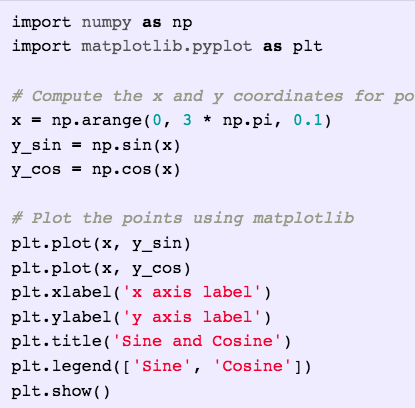 import numpy as np
import matplotlib.pyplot as plt
# Compute the x and y coordinates for
x = np.arange(0, 3 * np.pi, 0.1)
y_sin = np.sin(x)
y_cos = np.cos(x)
# Plot the points using matplotlib
plt.plot(x, y_sin)
plt.plot(x, y_cos)
plt.xlabel('x axis label')
plt.ylabel('y axis label')
plt.title('Sine and Cosine')
plt.legend(['Sine', 'Cosine'])
plt.show()